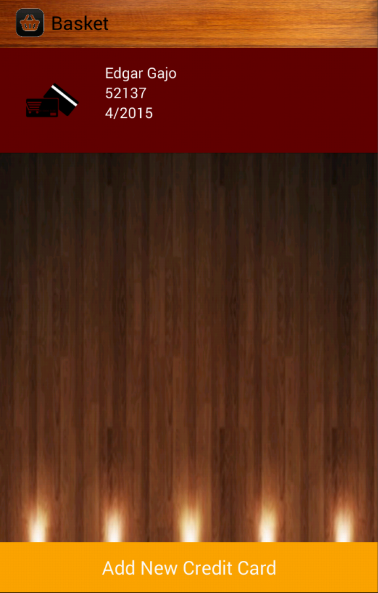 Basket
Edgar Gajo
52137
4/2015
Add New Credit Card